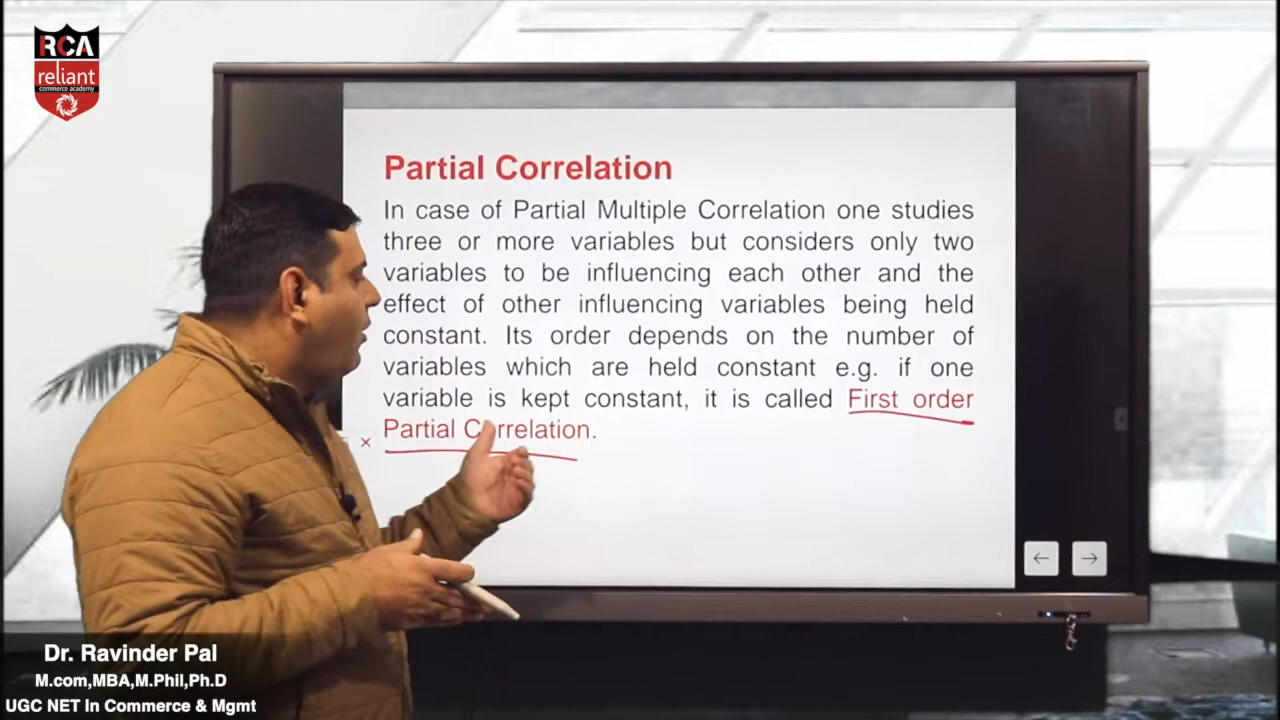 RCA
reliant
commerce academy
Partial Correlation
In case of Partial Multiple Correlation one studies
three or more variables but considers only two
variables to be influencing each other and the
effect of other influencing variables being held
constant. Its order depends on the number of
variables which are held constant e.g. if one
variable is kept constant, it is called First order
× Partial Correlation.
← →
Dr. Ravinder Pal
M.com,MBA,M.Phil,Ph.D
UGC NET In Commerce & Mgmt